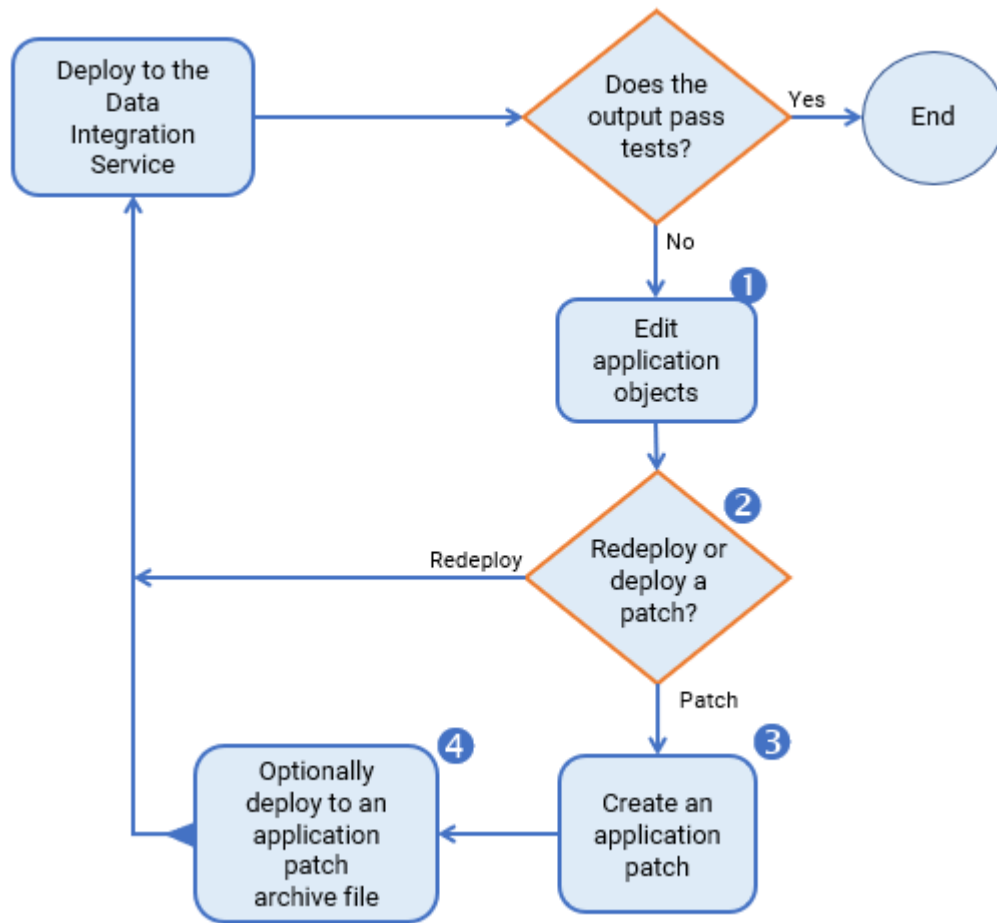 Deploy to the
Data
Integration
Service
Does the
output pass
tests?
Yes
End
No
1
Edit
application
objects
2
Redeploy or
deploy a
patch?
Redeploy
Patch
3
Create an
application
patch
4
Optionally
deploy to an
application
patch
archive file